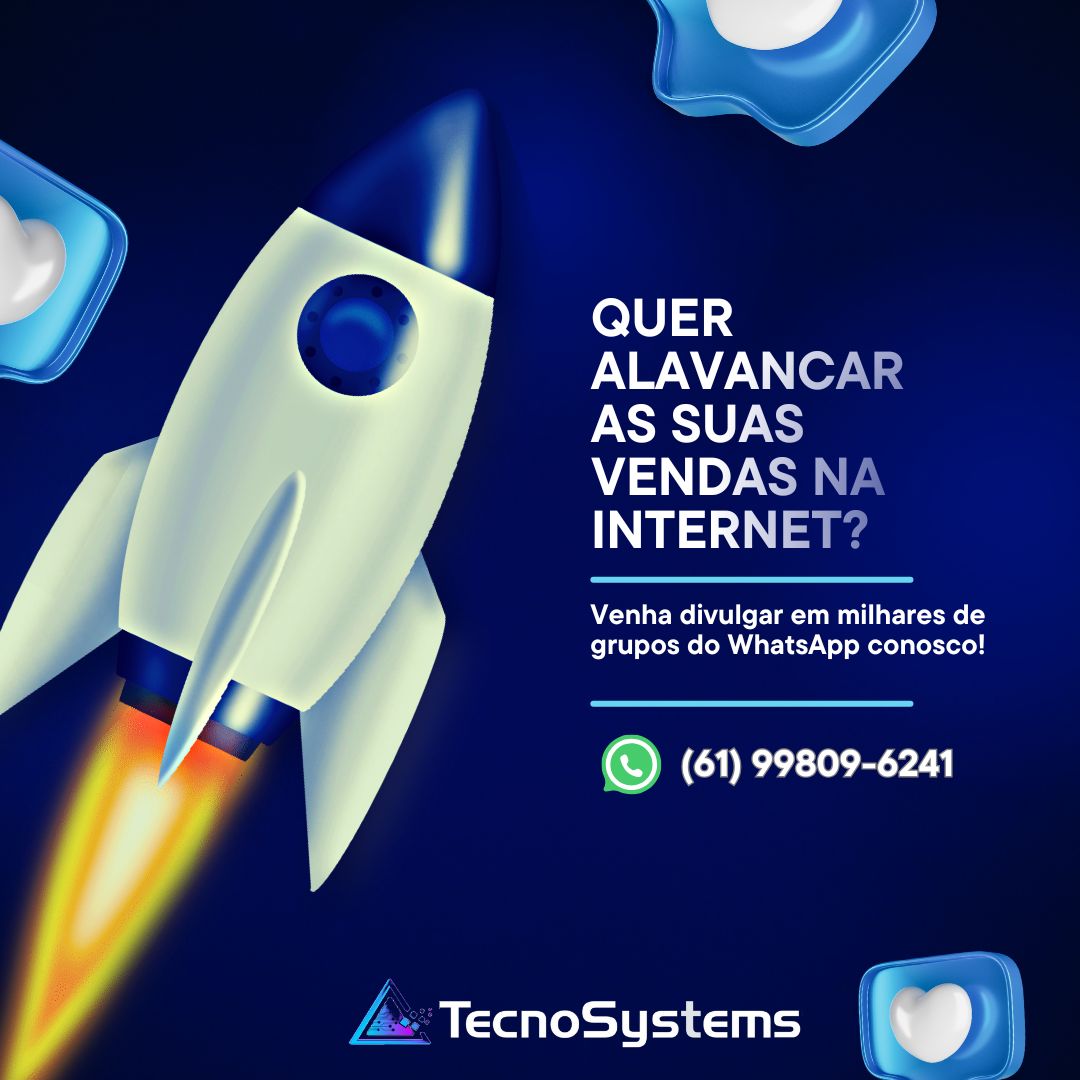 QUER
ALAVANCAR
AS SUAS
VENDAS NA
INTERNET?
Venha divulgar em milhares de
grupos do WhatsApp conosco!
(61) 99809-6241
TecnoSystems